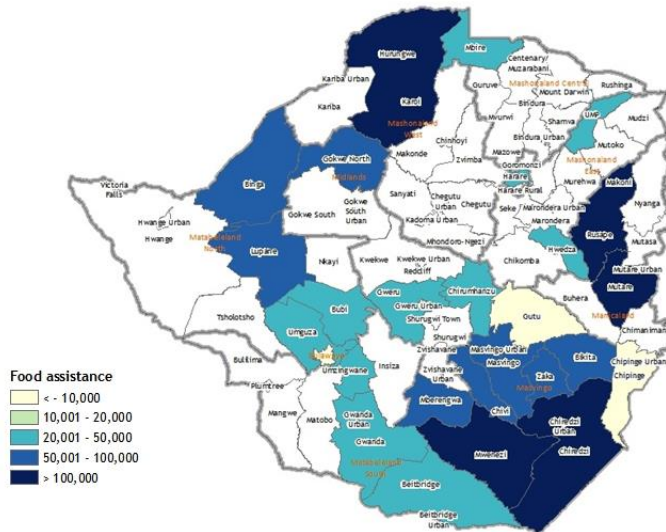 Mbire
Hurungwe
Centenary/
Muzarabani
Kariba Urban
Guruve
Mashonaland Central
Rushinga
Mount Darwin
Kariba
Karoi
Mvurwi
Bindura
UMP
Mudzi
Mashonaland
West
Chinhoyi
Shamva
Bindura Urban
Mutoko
Makonde
Mazowe
Gokwe North
Zvimba
Goromonzi
Mashonaland
East
Victoria
Falls
Binga
Midlands
Harare
Murehwa
Makoni
Harare Rural
Sanyati
Chegutu
Urban
Chegutu
Seke
Marondera Urban
Nyanga
Hwange Urban
Gokwe South
Gokwe
South
Urban
Marondera
Rusape
Hwange
Kadoma Urban
Hwedza
Mutasa
Matabeleland
North
Lupane
Mhondoro-Ngezi
Chikomba
Mutare Urban
Nkayi
Kwekwe
Kwekwe Urban
Redcliff
Mutare
Gweru
Chirumhanzu
Buhera
Tsholotsho
Bubi
Gweru Urban
Gutu
Manicaland
Umguza
Shurugwi Town
Chimanimani
Shurugwi
Masvingo Urban
Bulilima
Bulawayo
Masvingo
Bikita
Chipinge Urban
Umzingwane
Insiza
Zvishavane
Zaka
Chipinge
Plumtree
Zvishavane
Urban
Masvingo
Mangwe
Matobo
Gwanda
Urban
Mberengwa
Chivi
Chiredzi
Urban
Gwanda
Mwenezi
Chiredzi
Matabeleland
South
Beitbridge
Beitbridge
Urban
Food assistance
< - 10,000
10,001 - 20,000
20,001 - 50,000
50,001 - 100,000
> 100,000